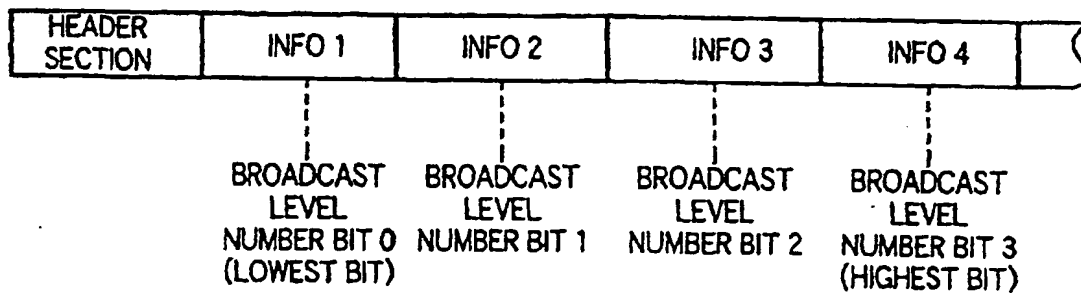 HEADER
SECTION
INFO 1
INFO 2
INFO 3
INFO 4
BROADCAST
LEVEL
NUMBER BIT 0
(LOWEST BIT)
BROADCAST
LEVEL
NUMBER BIT 1
BROADCAST
LEVEL
NUMBER BIT 2
BROADCAST
LEVEL
NUMBER BIT 3
(HIGHEST BIT)